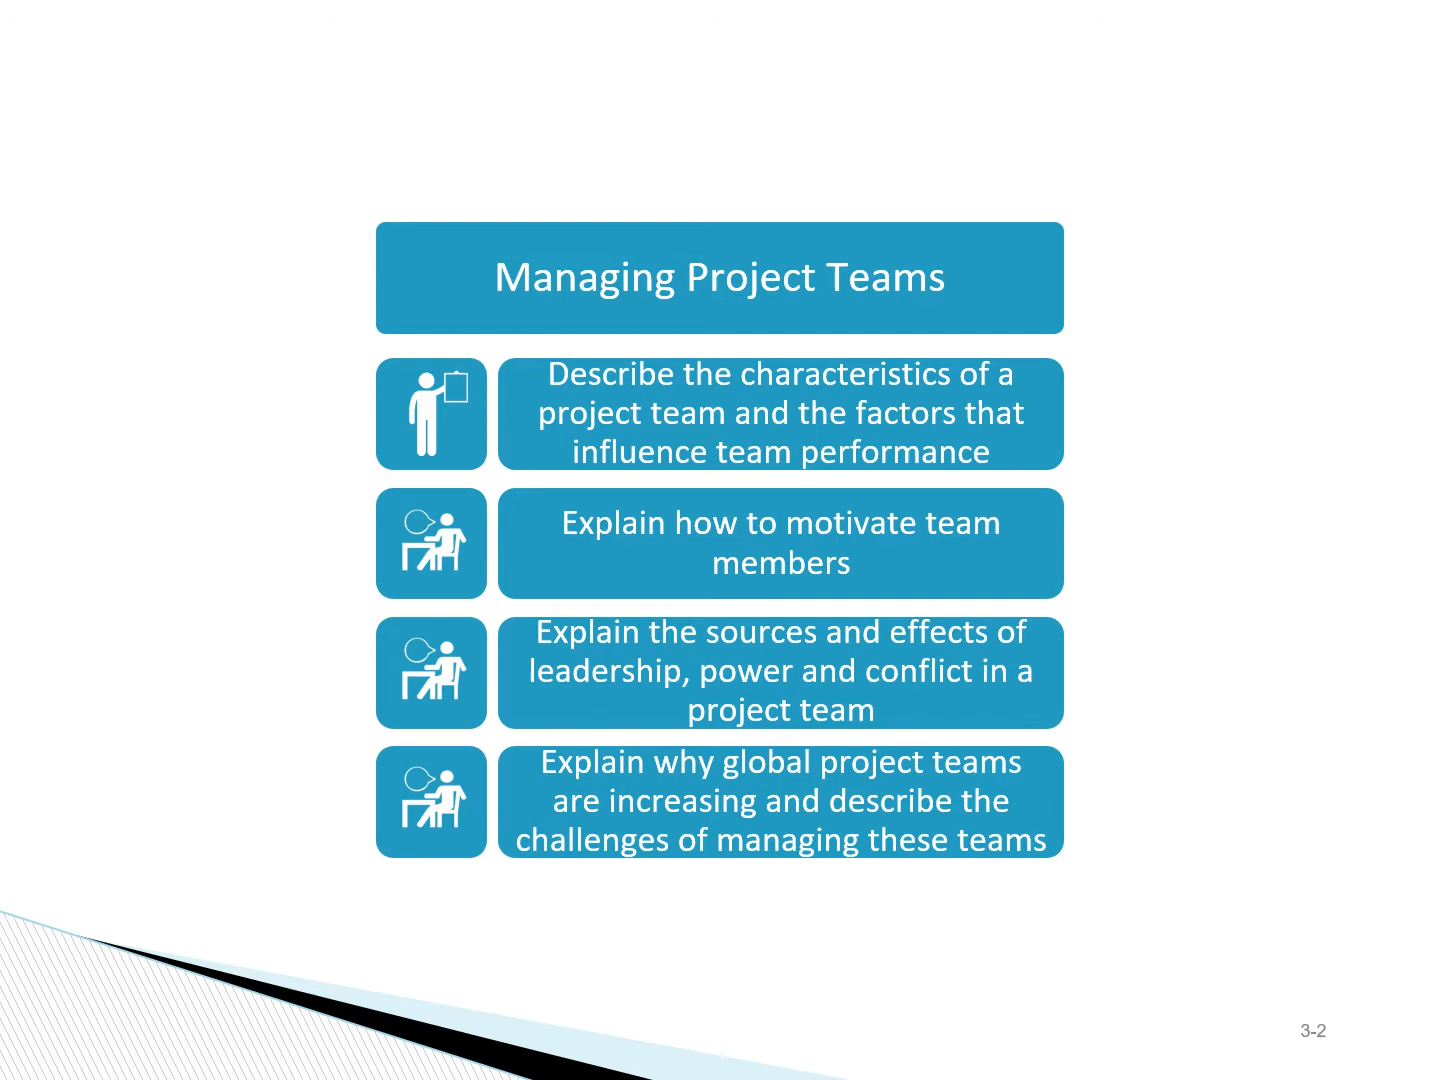 Managing Project Teams
Describe the characteristics of a
project team and the factors that
influence team performance
Explain how to motivate team
members
Explain the sources and effects of
leadership, power and conflict in a
project team
Explain why global project teams
are increasing and describe the
challenges of managing these teams
3-2